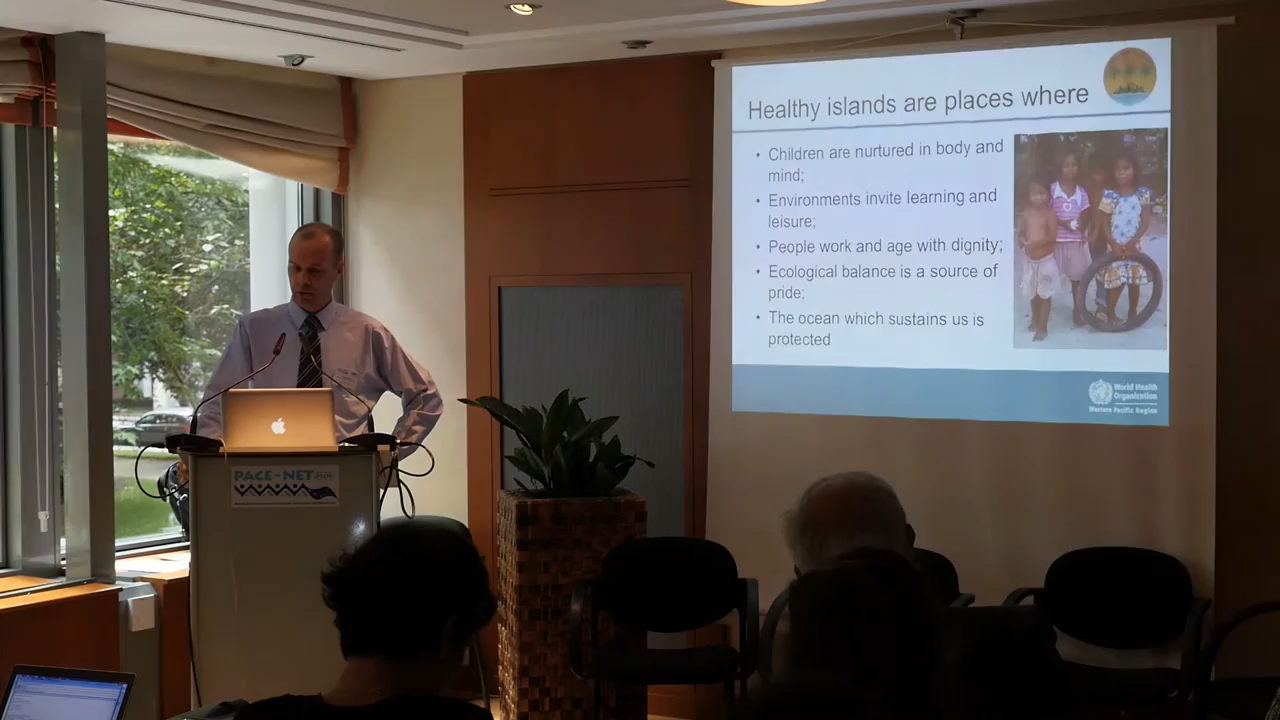 Healthy islands are places where
• Children are nurtured in body and
mind;
• Environments invite learning and
leisure;
• People work and age with dignity;
• Ecological balance is a source of
pride;
• The ocean which sustains us is
protected
World Health
Organization
Western Pacific Region
PACE-NET